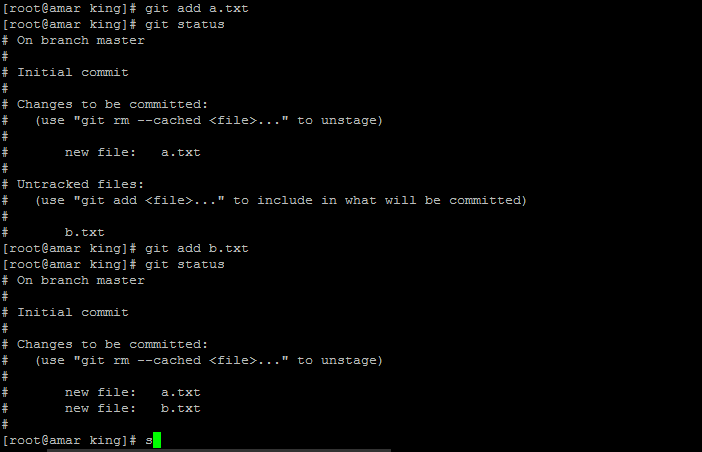 [root@amar king]# git add a.txt
[root@amar king]# git status
# On branch master
#
# Initial commit
#
# Changes to be committed:
#   (use "git rm --cached <file>..." to unstage)
#
#       new file:   a.txt
#
# Untracked files:
#   (use "git add <file>..." to include in what will be committed)
#
#       b.txt
[root@amar king]# git add b.txt
[root@amar king]# git status
# On branch master
#
# Initial commit
#
# Changes to be committed:
#   (use "git rm --cached <file>..." to unstage)
#
#       new file:   a.txt
#       new file:   b.txt
#
[root@amar king]# s